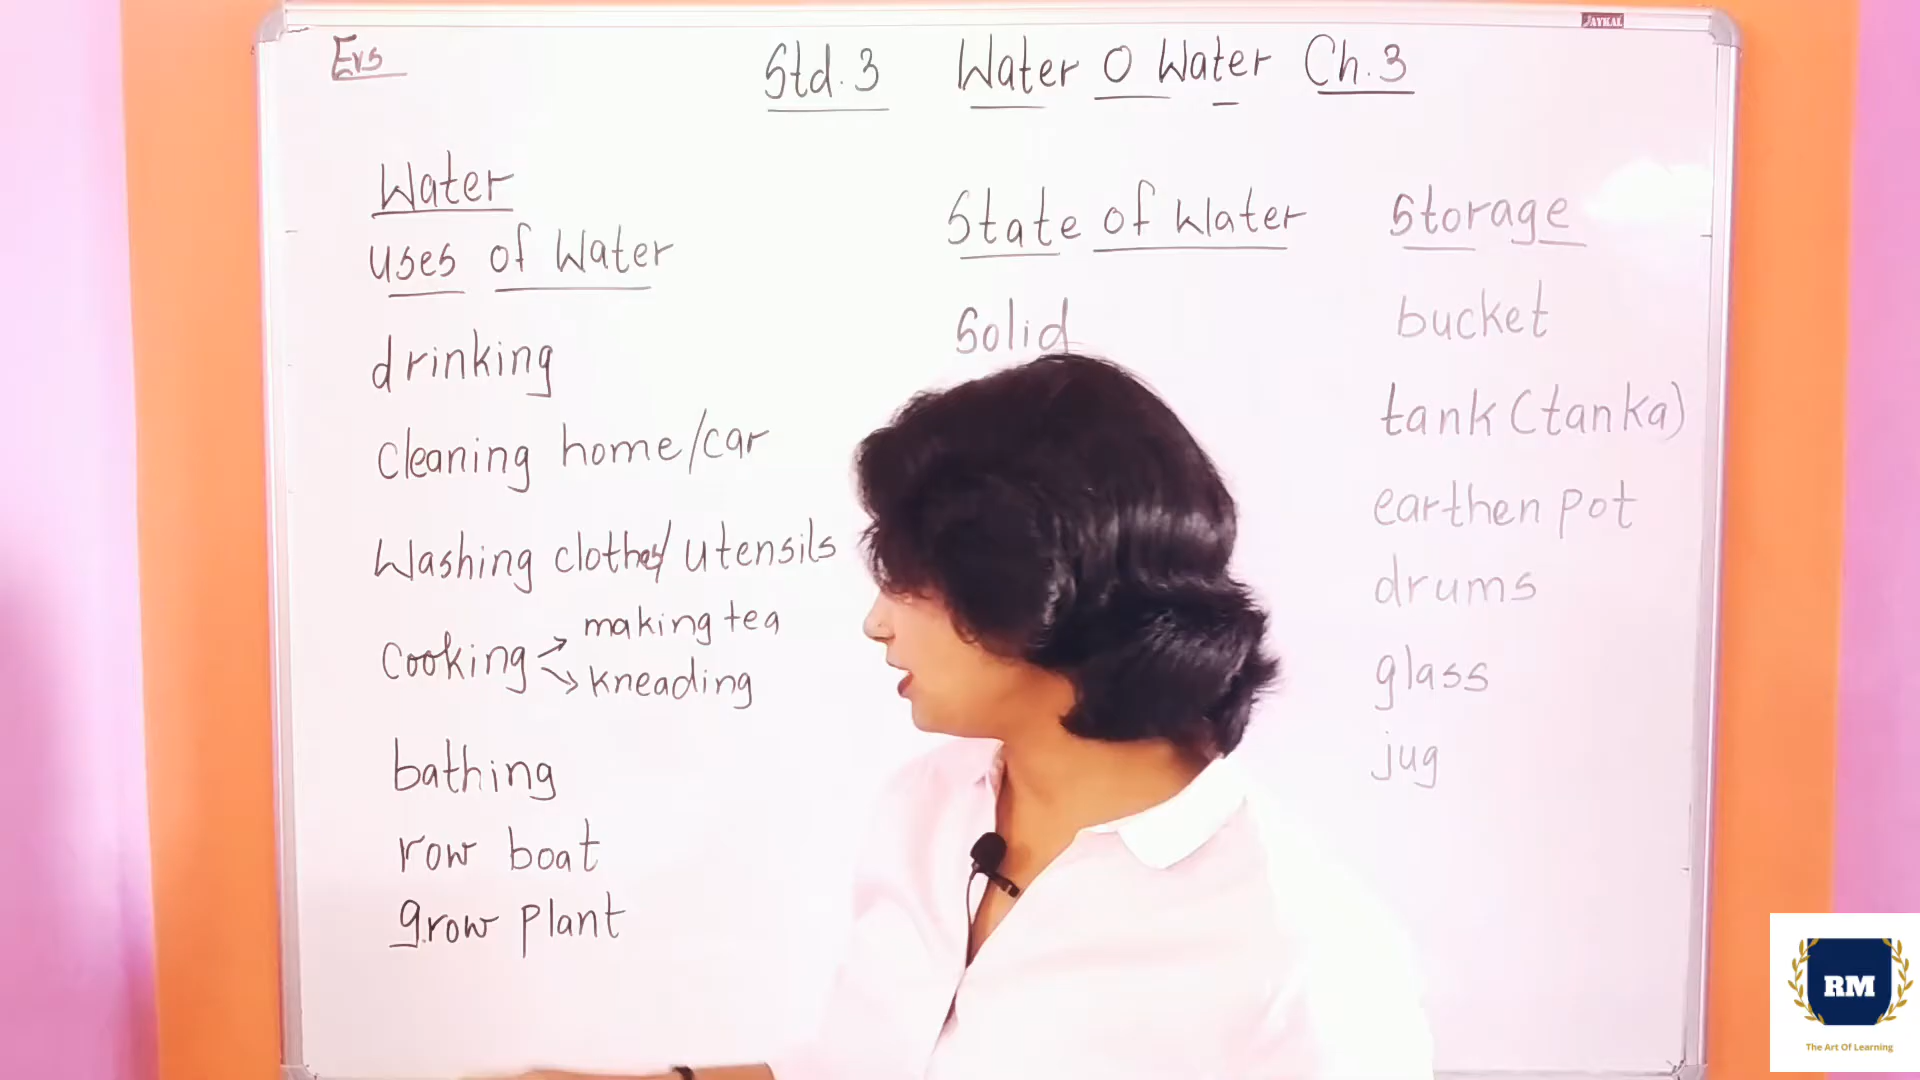 JAYKAL
Evs
Std.3 Water O Water Ch.3
Water
uses of Water
drinking
cleaning home/car
Washing clothes/utensils
cooking → making tea
→ kneading
bathing
row boat
grow plant
State of Water
Solid
Storage
bucket
tank (tanka)
earthen pot
drums
glass
jug
RM
The Art Of Learning